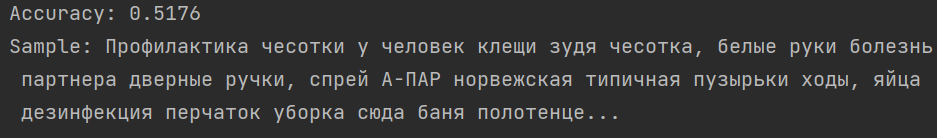 Accuracy: 0.5176
Sample: Профилактика чесотки у человек клещи зудя чесотка, белые руки болезнь
партнера дверные ручки, спрей А-ПАР норвежская типичная пузырьки ходы, яйца
дезинфекция перчаток уборка сюда баня полотенце...